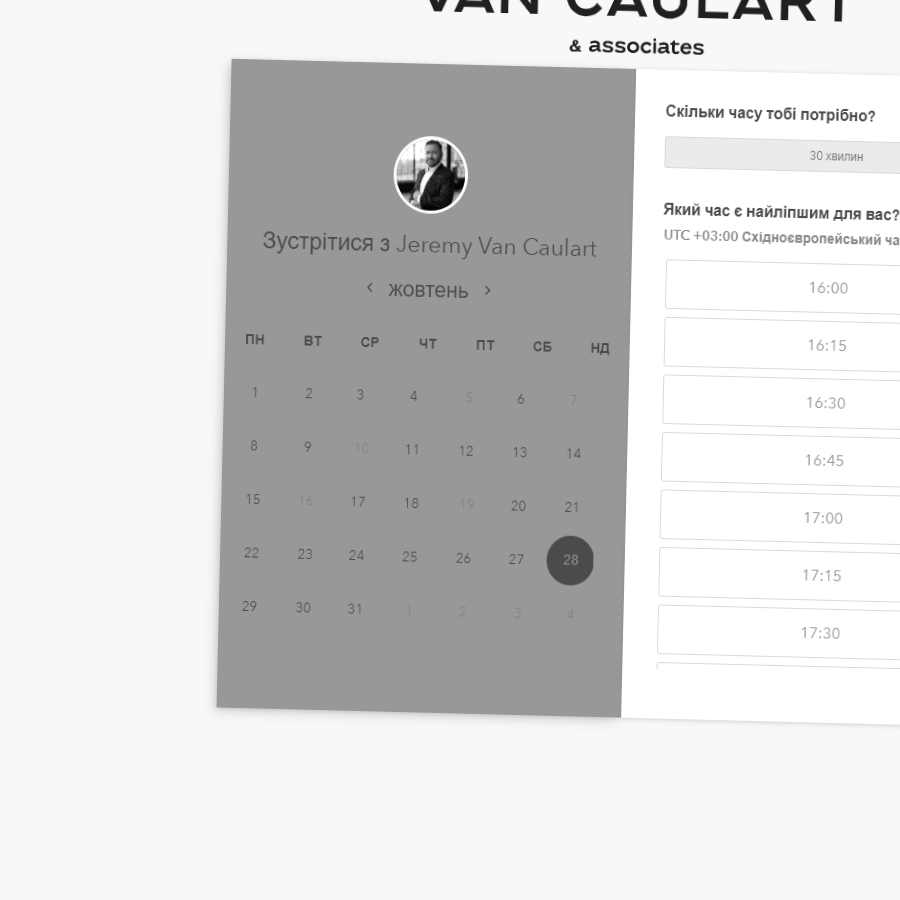 VAN CAULART
& associates
Зустрітися з Jeremy Van Caulart
‹ жовтень ›
ПН ВТ СР ЧТ ПТ СБ НД
1 2 3 4 5 6 7
8 9 10 11 12 13 14
15 16 17 18 19 20 21
22 23 24 25 26 27 28
29 30 31 1 2 3 4
Скільки часу тобі потрібно?
30 хвилин
Який час є найліпшим для вас?
UTC +03:00 Східноєвропейський ча
16:00
16:15
16:30
16:45
17:00
17:15
17:30